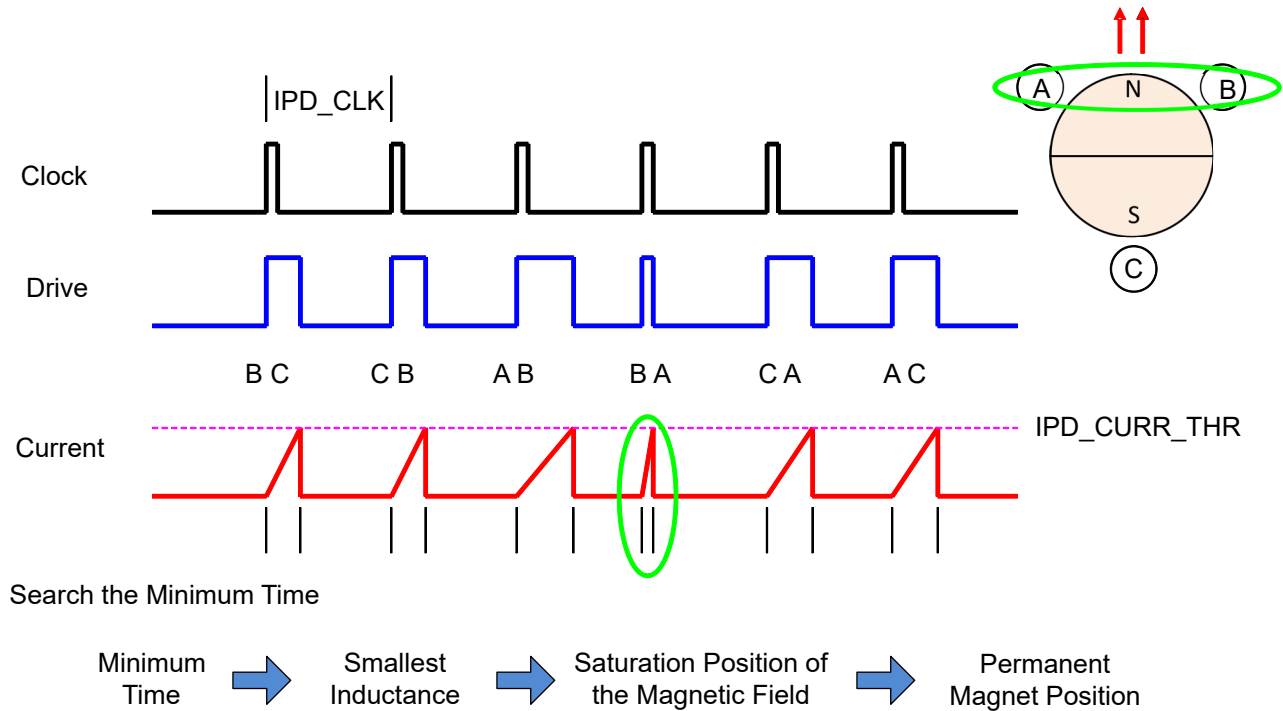 IPD_CLK
A
N
B
Clock
S
C
Drive
B C
C B
A B
B A
C A
A C
IPD_CURR_THR
Current
Search the Minimum Time
Minimum
Time
Smallest
Inductance
Saturation Position of
the Magnetic Field
Permanent
Magnet Position